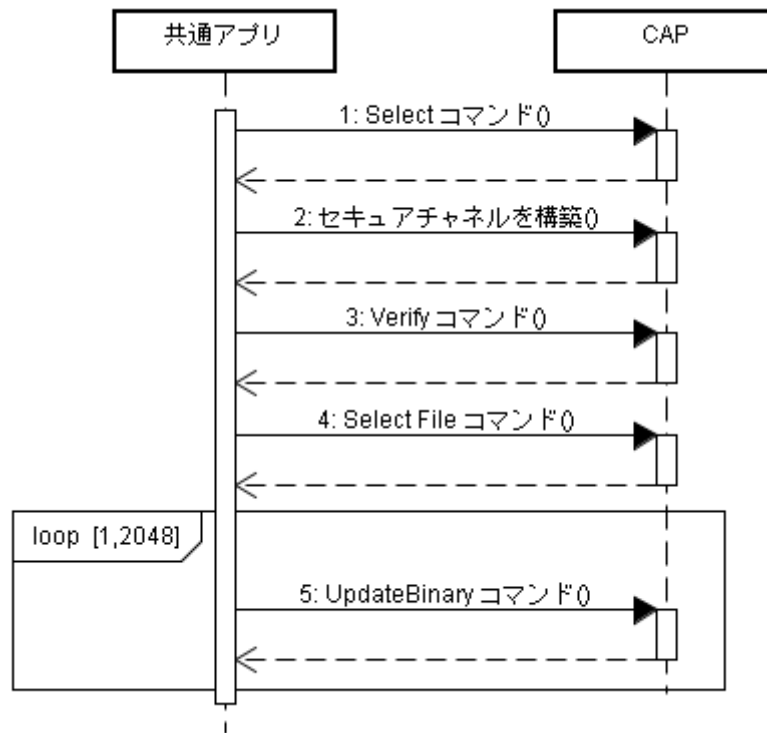 共通アプリ
CAP
1: Select コマンド()
2: セキュアチャネルを構築()
3: Verify コマンド()
4: Select File コマンド()
loop [1,2048]
5: UpdateBinary コマンド()